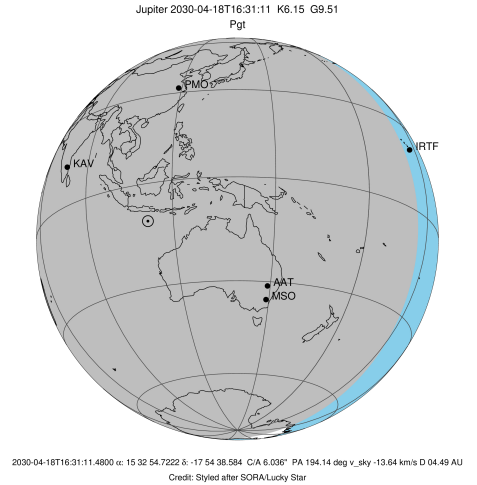 Jupiter 2030-04-18T16:31:11 K6.15 G9.51
Pgt
PMO
IRTF
KAV
AAT
MSO
2030-04-18T16:31:11.4800 α: 15 32 54.7222 δ: -17 54 38.584 C/A 6.036" PA 194.14 deg v_sky -13.64 km/s D 04.49 AU
Credit: Styled after SORA/Lucky Star